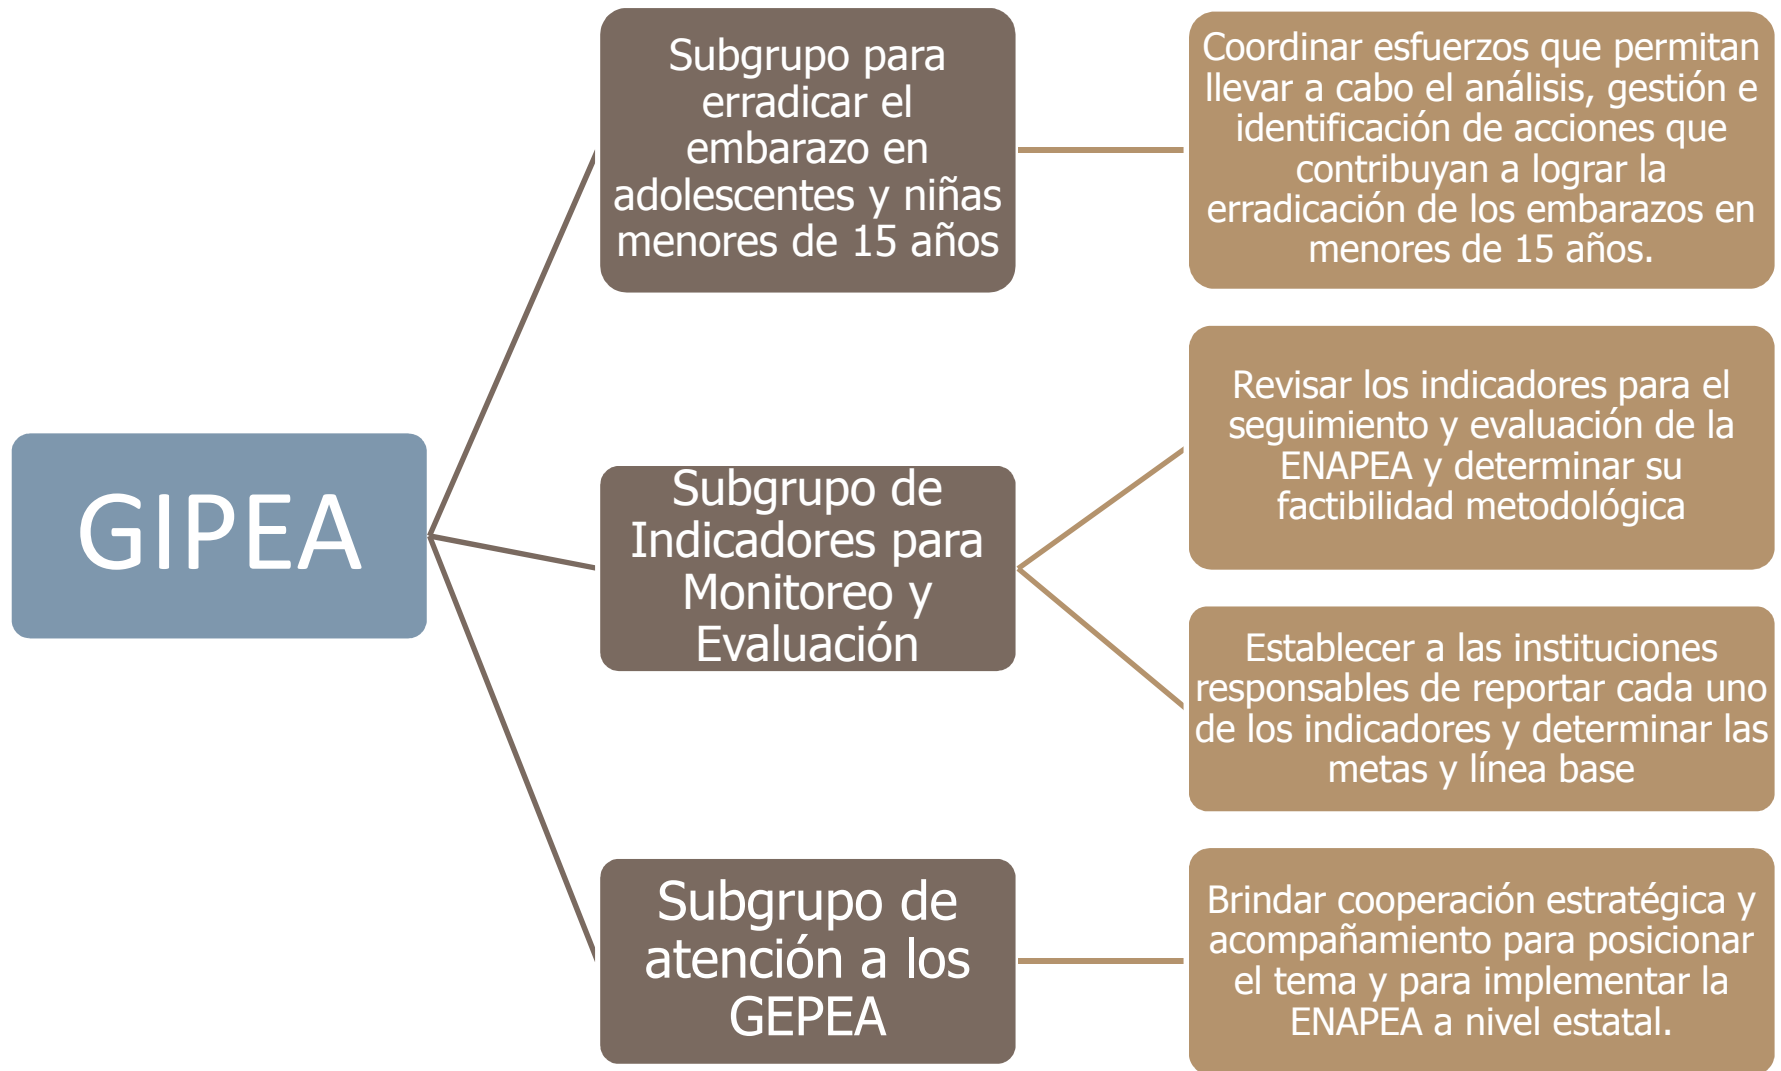 GIPEA
Subgrupo para
erradicar el
embarazo en
adolescentes y niñas
menores de 15 años
Coordinar esfuerzos que permitan
llevar a cabo el análisis, gestión e
identificación de acciones que
contribuyan a lograr la
erradicación de los embarazos en
menores de 15 años.
Subgrupo de
Indicadores para
Monitoreo y
Evaluación
Revisar los indicadores para el
seguimiento y evaluación de la
ENAPEA y determinar su
factibilidad metodológica
Establecer a las instituciones
responsables de reportar cada uno
de los indicadores y determinar las
metas y línea base
Subgrupo de
atención a los
GEPEA
Brindar cooperación estratégica y
acompañamiento para posicionar
el tema y para implementar la
ENAPEA a nivel estatal.